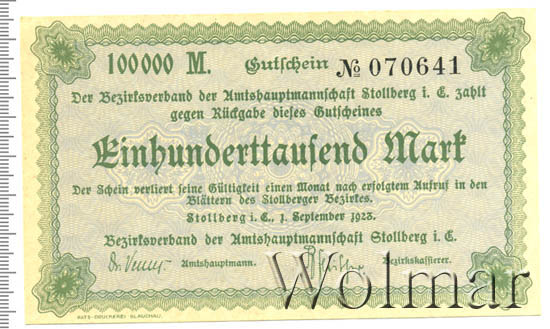 100000 M. Gutschein № 070641
Der Bezirksverband der Amtshauptmannschaft Stollberg i. E. zahlt
gegen Rückgabe dieses Gutscheines
Einhunderttausend Mark
Der Schein verliert seine Gültigkeit einen Monat nach erfolgtem Aufruf in den
Blättern des Stollberger Bezirkes.
Stollberg i. E., 1. September 1923.
Bezirksverband der Amtshauptmannschaft Stollberg i. E.
Amtshauptmann. Bezirkskassierer.
DRUCKEREI GLAUCHAU.
Wolmar